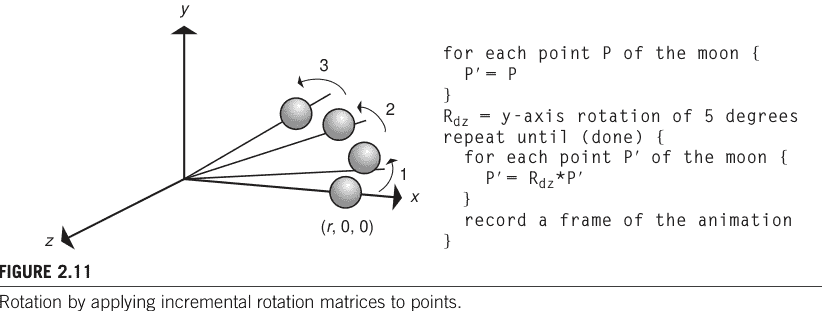 y
3
2
1
x
(r, 0, 0)
z
for each point P of the moon {
P′= P
}
Rdz = y-axis rotation of 5 degrees
repeat until (done) {
for each point P′ of the moon {
P′= Rdz*P′
}
record a frame of the animation
}
FIGURE 2.11
Rotation by applying incremental rotation matrices to points.